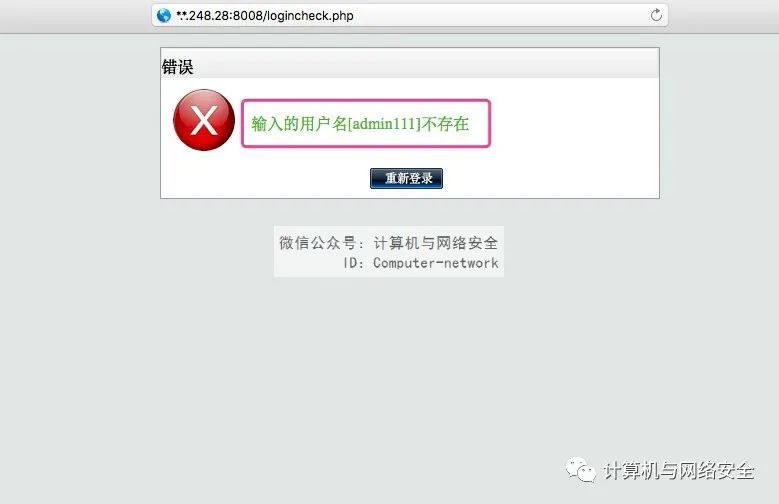 *.*.248.28:8008/logincheck.php
错误
X
输入的用户名[admin111]不存在
重新登录
微信公众号：计算机与网络安全
ID：Computer-network
计算机与网络安全